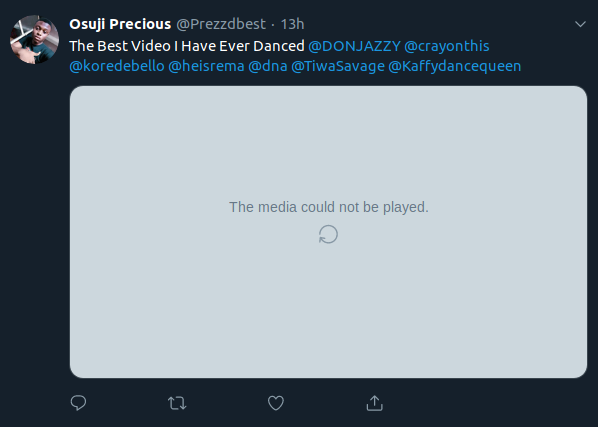 Osuji Precious @Prezzdbest · 13h
The Best Video I Have Ever Danced @DONJAZZY @crayonthis
@koredebello @heisrema @dna @TiwaSavage @Kaffydancequeen
The media could not be played.